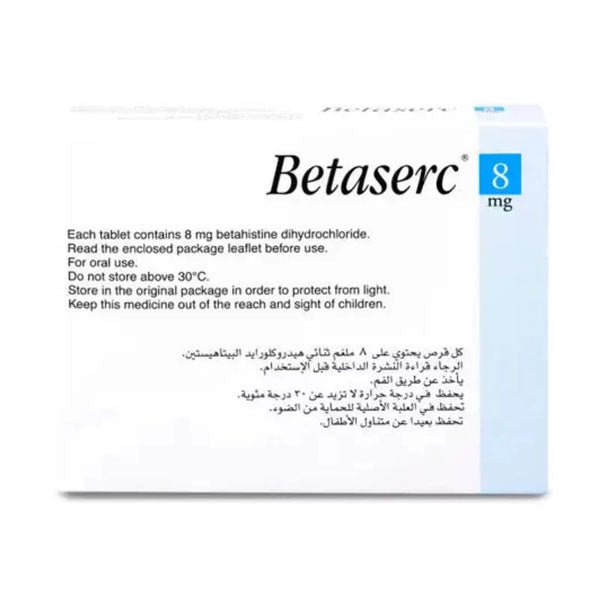 Betaserc 8
Betaserc® 8
mg
Each tablet contains 8 mg betahistine dihydrochloride.
Read the enclosed package leaflet before use.
For oral use.
Do not store above 30°C.
Store in the original package in order to protect from light.
Keep this medicine out of the reach and sight of children.
كل قرص يحتوي على ٨ ملغم ثنائي هيدروكلورايد البيتاهيستين.
الرجاء قراءة النشرة الداخلية قبل الإستخدام.
يأخذ عن طريق الفم.
يحفظ في درجة حرارة لا تزيد عن ٣٠ درجة مئوية.
تحفظ في العلبة الأصلية للحماية من الضوء.
تحفظ بعيدا عن متناول الأطفال.